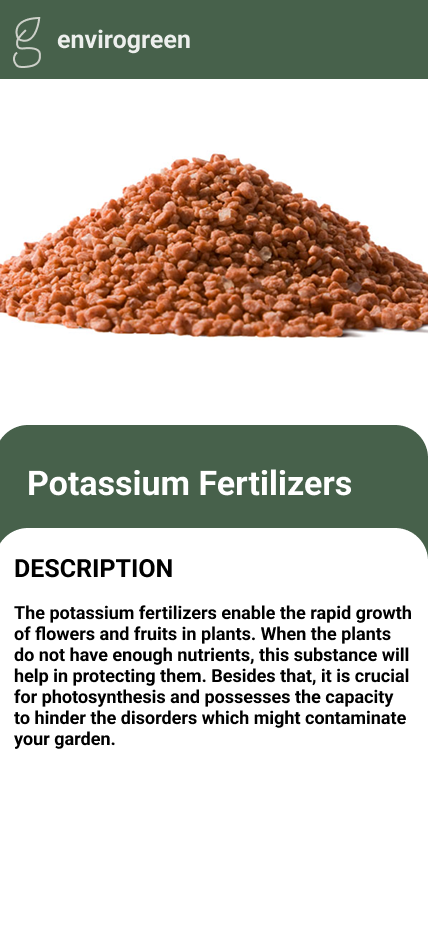 envirogreen
Potassium Fertilizers
DESCRIPTION
The potassium fertilizers enable the rapid growth
of flowers and fruits in plants. When the plants
do not have enough nutrients, this substance will
help in protecting them. Besides that, it is crucial
for photosynthesis and possesses the capacity
to hinder the disorders which might contaminate
your garden.